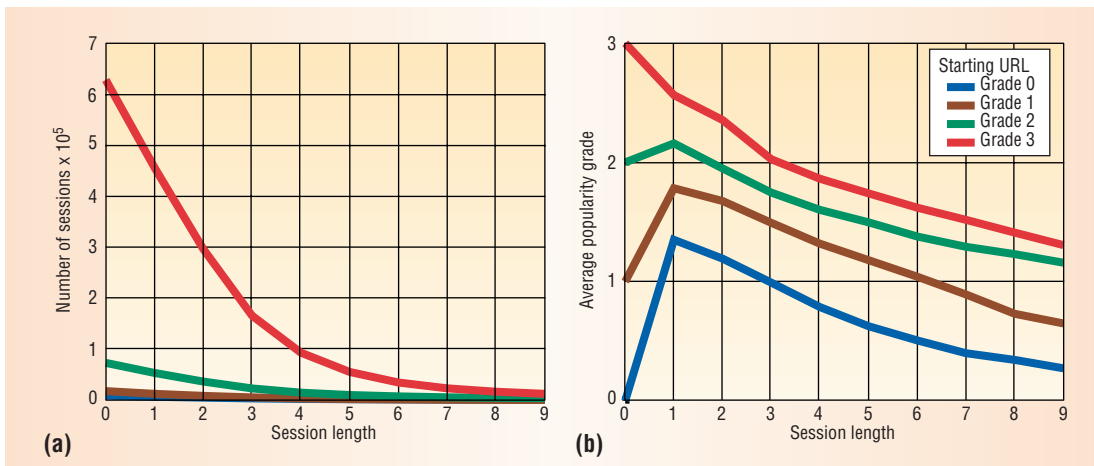 7
6
5
4
3
2
1
0
Number of sessions x 10⁵
0 1 2 3 4 5 6 7 8 9
Session length
(a)
3
2
1
0
Average popularity grade
0 1 2 3 4 5 6 7 8 9
Session length
(b)
Starting URL
Grade 0
Grade 1
Grade 2
Grade 3